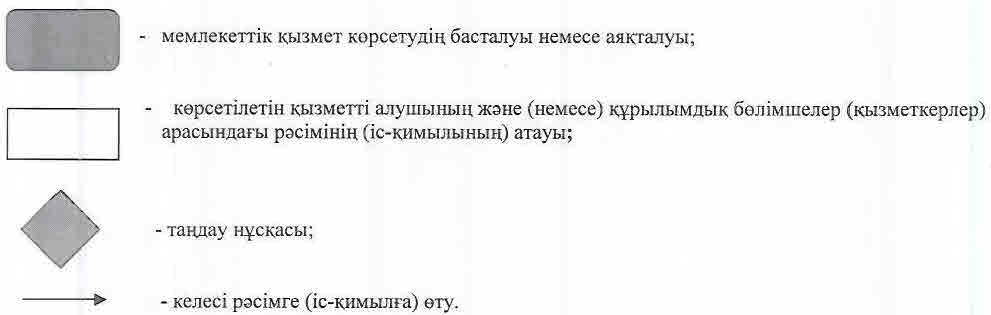 - мемлекеттік қызмет көрсетудің басталуы немесе аяқталуы;
- көрсетілетін қызметті алушының және (немесе) құрылымдық бөлімшелер (қызметкерлер)
арасындағы рәсімінің (іс-қимылының) атауы;
- таңдау нұсқасы;
- келесі рәсімге (іс-қимылға) өту.